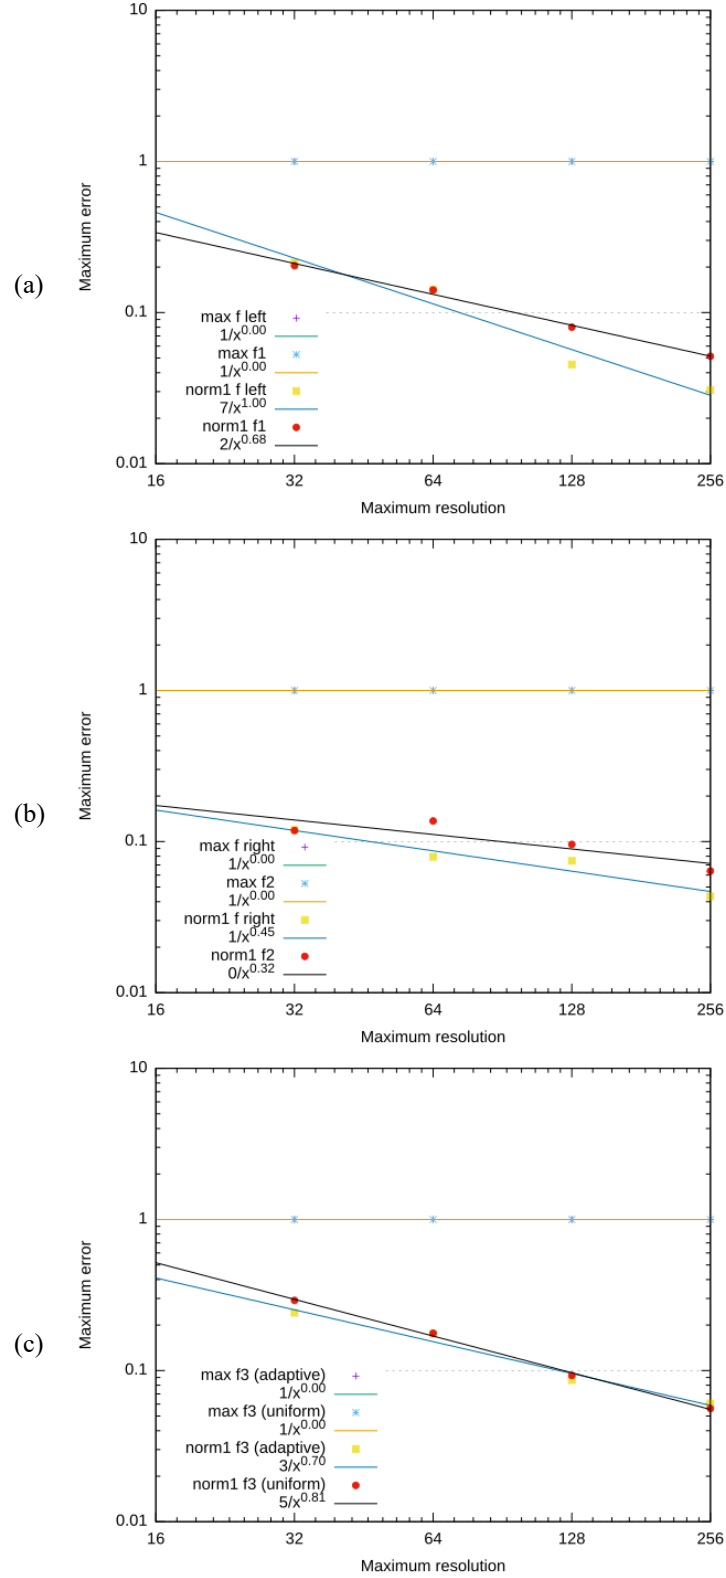 10
1
0.1
0.01
Maximum error
(a)
max f left
1/x^0.00
max f1
1/x^0.00
norm1 f left
7/x^1.00
norm1 f1
2/x^0.68
16 32 64 128 256
Maximum resolution
10
1
0.1
0.01
Maximum error
(b)
max f right
1/x^0.00
max f2
1/x^0.00
norm1 f right
1/x^0.45
norm1 f2
0/x^0.32
16 32 64 128 256
Maximum resolution
10
1
0.1
0.01
Maximum error
(c)
max f3 (adaptive)
1/x^0.00
max f3 (uniform)
1/x^0.00
norm1 f3 (adaptive)
3/x^0.70
norm1 f3 (uniform)
5/x^0.81
16 32 64 128 256
Maximum resolution